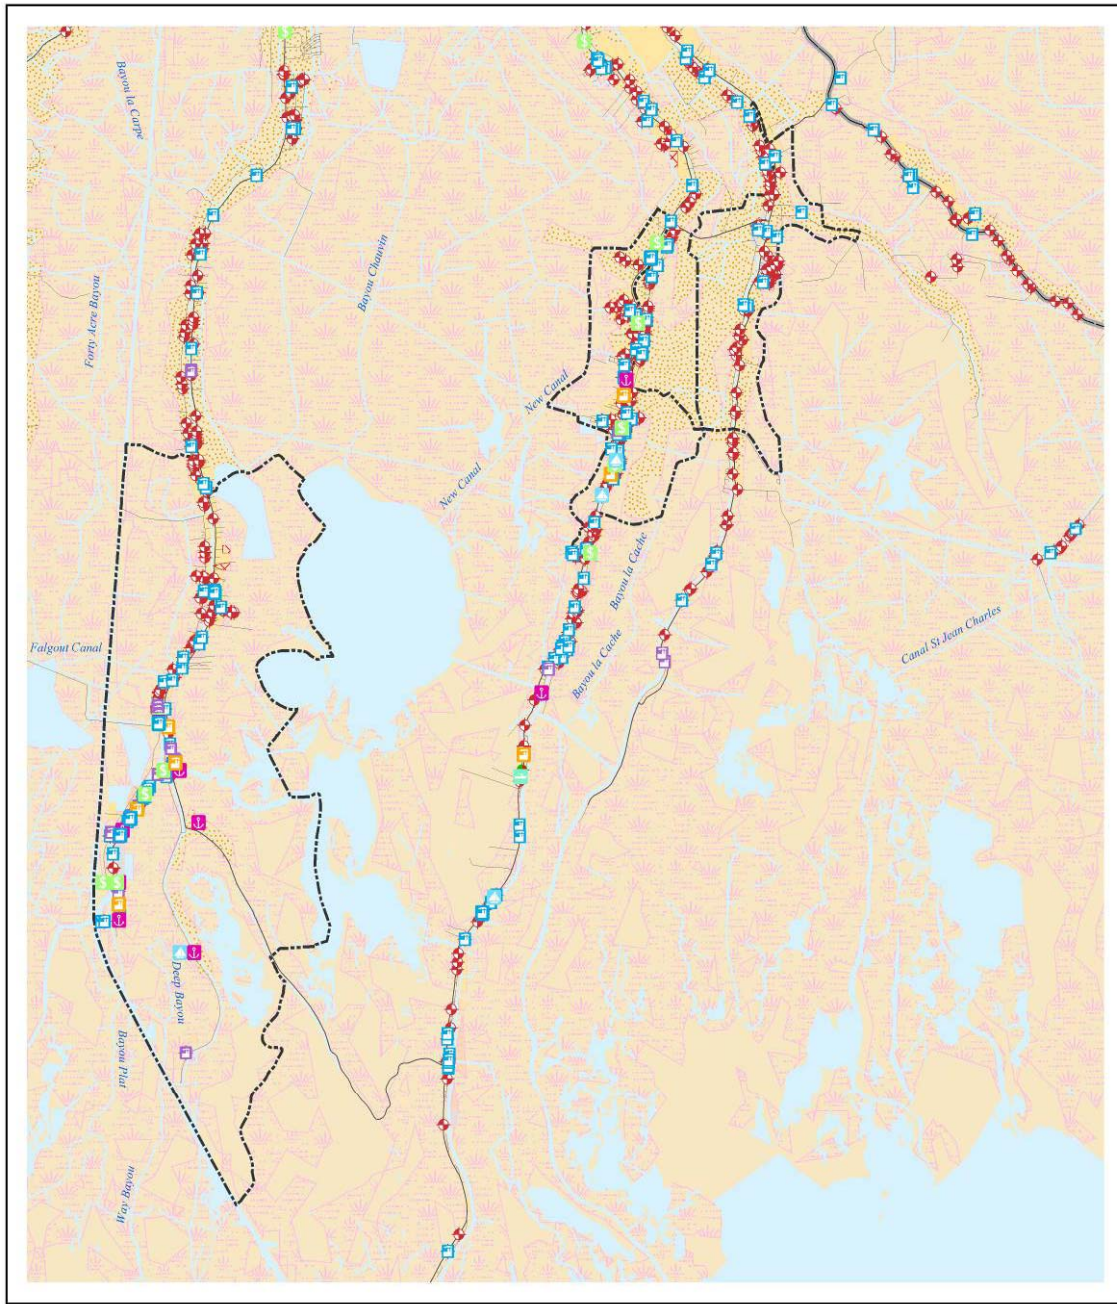 Bayou la Carpe
Forty Acre Bayou
Bayou Chauvin
New Canal
New Canal
Bayou la Cache
Bayou la Cache
Canal St Jean Charles
Falgout Canal
Deep Bayou
Bayou Plat
Way Bayou